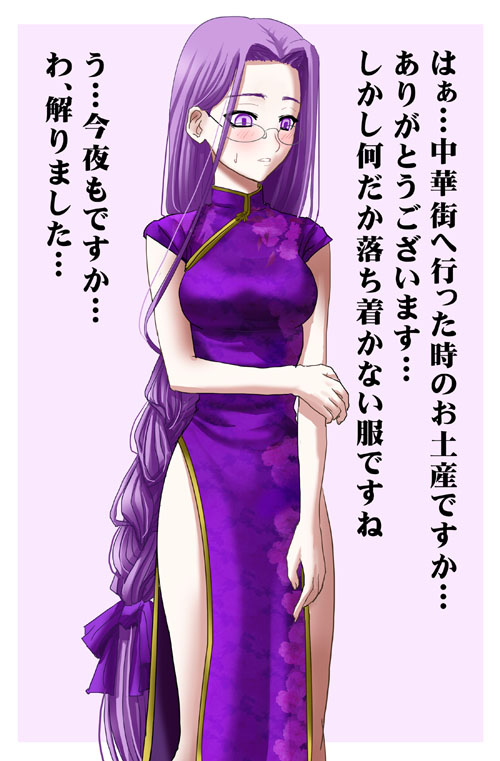 はぁ…中華街へ行った時のお土産ですか…
ありがとうございます…
しかし何だか落ち着かない服ですね
う…今夜もですか…
わ、解りました…